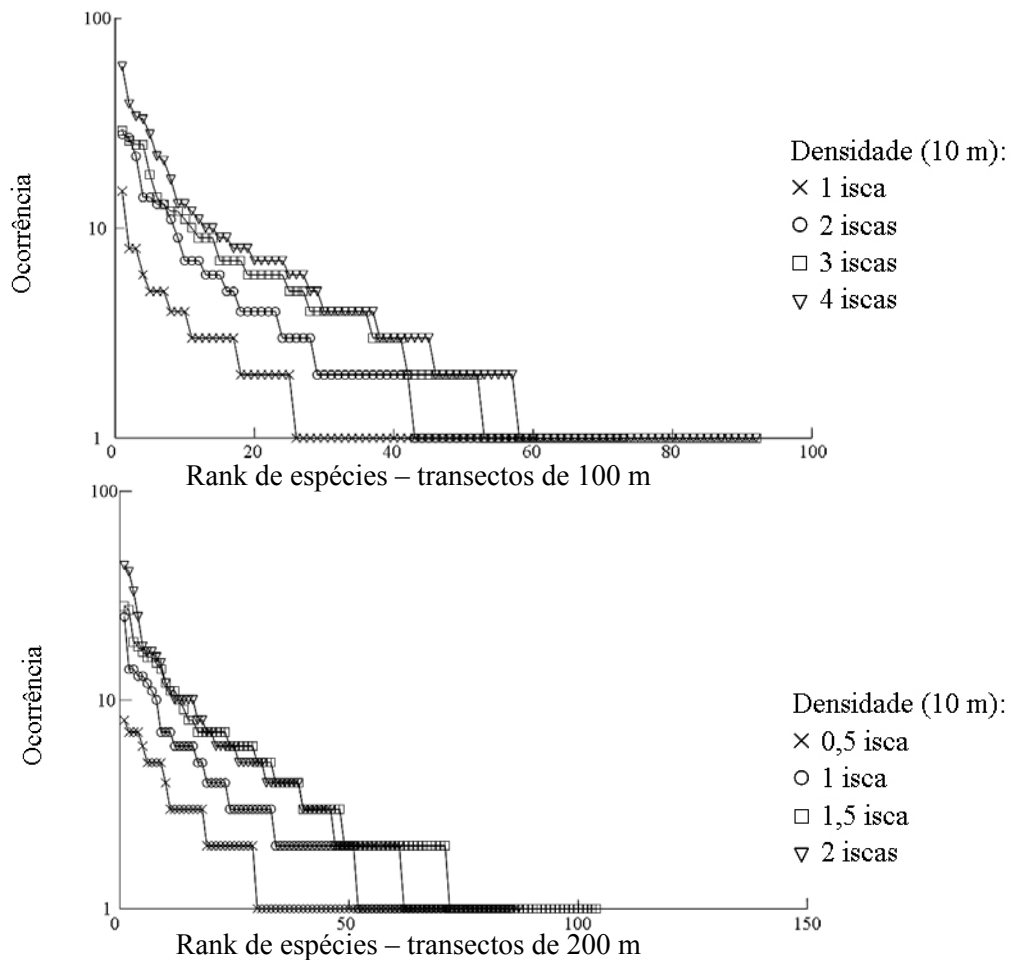 100
10
1
Ocorrência
0
20
40
60
80
100
Rank de espécies – transectos de 100 m
Densidade (10 m):
1 isca
2 iscas
3 iscas
4 iscas
100
10
1
Ocorrência
0
50
100
150
Rank de espécies – transectos de 200 m
Densidade (10 m):
0,5 isca
1 isca
1,5 isca
2 iscas